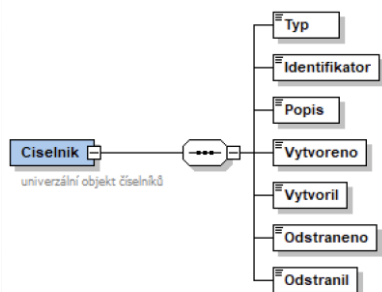 Typ
Identifikator
Popis
Ciselnik
Vytvoreno
univerzální objekt číselníků
Vytvoril
Odstraneno
Odstranil